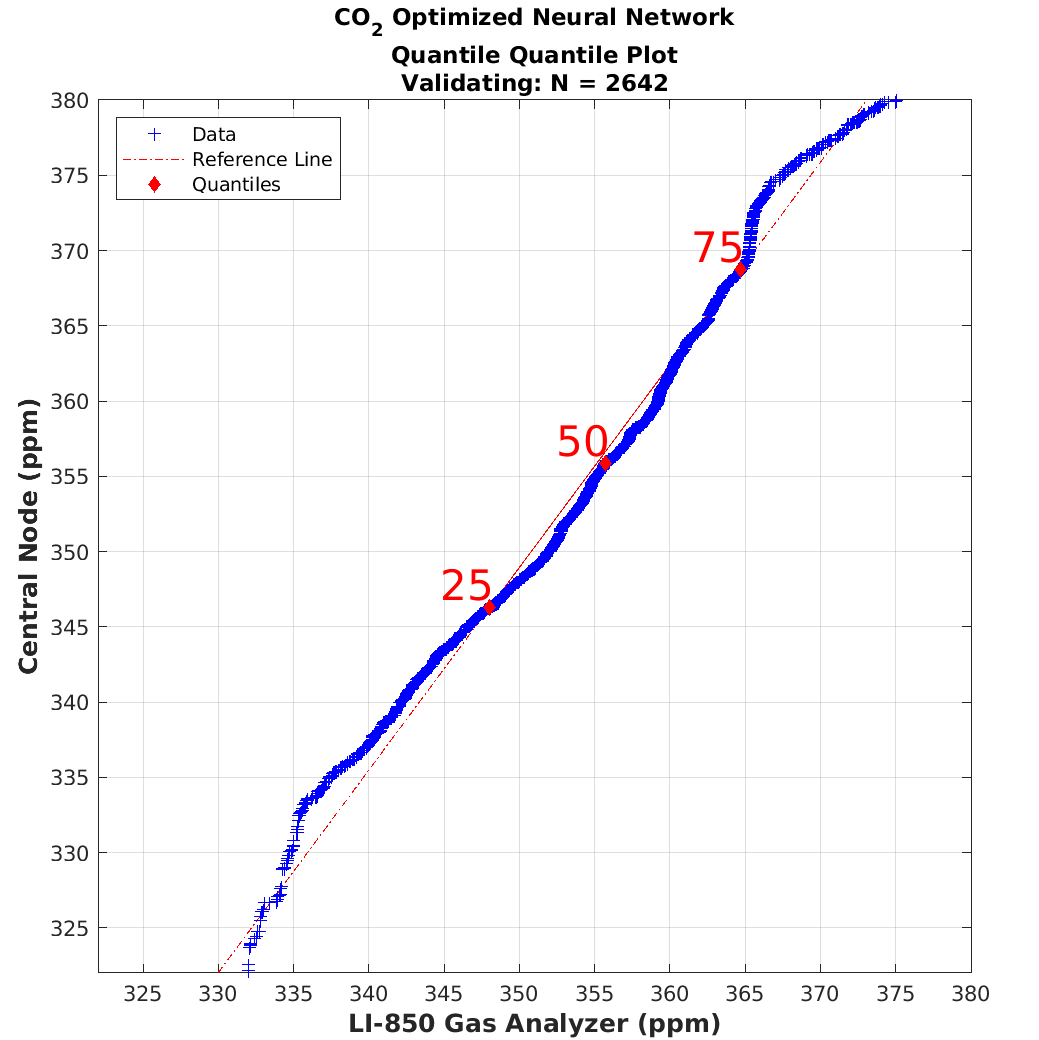 CO2 Optimized Neural Network
Quantile Quantile Plot
Validating: N = 2642
Data
Reference Line
Quantiles
380
375
370
365
360
355
350
345
340
335
330
325
75
50
25
Central Node (ppm)
325 330 335 340 345 350 355 360 365 370 375 380
LI-850 Gas Analyzer (ppm)